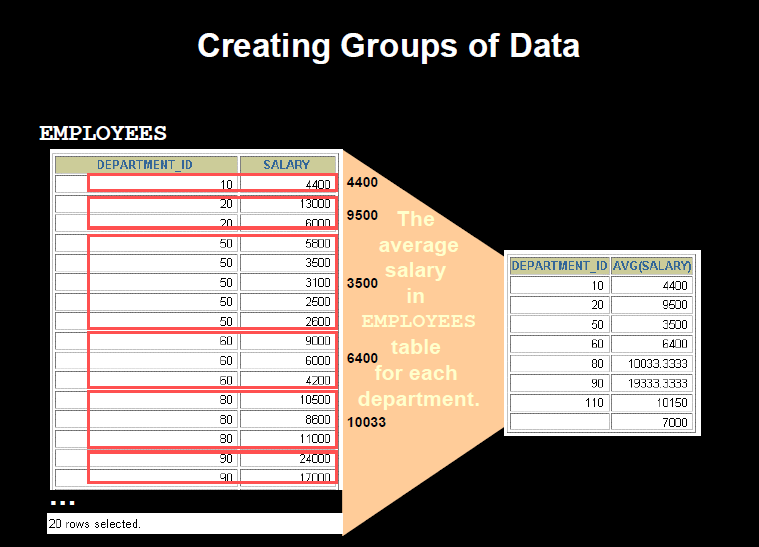 Creating Groups of Data
EMPLOYEES
DEPARTMENT_ID SALARY
10 4400
20 13000
20 6000
50 5800
50 3500
50 3100
50 2500
50 2600
60 9000
60 6000
60 4200
80 10500
80 8600
80 11000
90 24000
90 17000
...
20 rows selected.
4400
9500
3500
6400
10033
The
average
salary
in
EMPLOYEES
table
for each
department.
DEPARTMENT_ID AVG(SALARY)
10 4400
20 9500
50 3500
60 6400
80 10033.3333
90 19333.3333
110 10150
7000